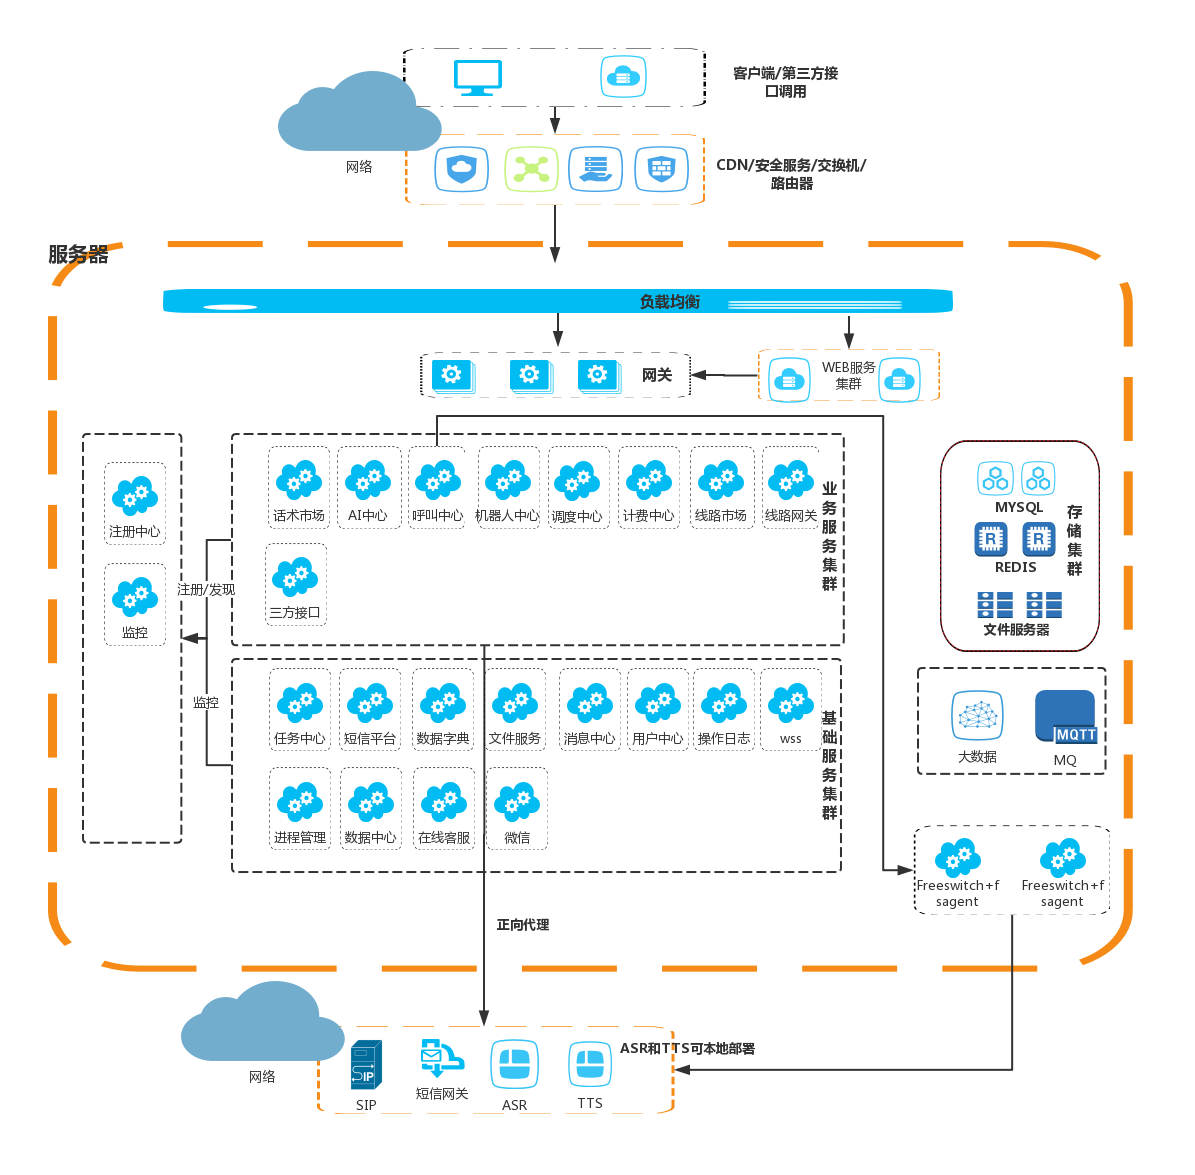 客户端/第三方接
口调用
网络
CDN/安全服务/交换机/
路由器
服务器
负载均衡
网关
WEB服务
集群
注册中心
监控
注册/发现
监控
话术市场
AI中心
呼叫中心
机器人中心
调度中心
计费中心
线路市场
线路网关
三方接口
业务服务集群
任务中心
短信平台
数据字典
文件服务
消息中心
用户中心
操作日志
wss
进程管理
数据中心
在线客服
微信
基础服务集群
MYSQL
REDIS
文件服务器
存储集群
大数据
MQTT
MQ
Freeswitch+f
sagent
Freeswitch+f
sagent
正向代理
网络
ASR和TTS可本地部署
SIP
SIP
短信网关
ASR
TTS
R
R